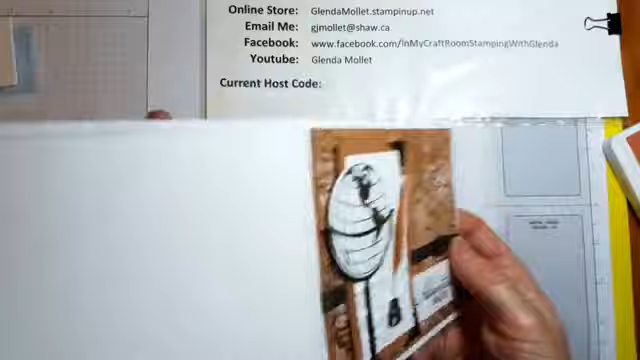 Online Store: GlendaMollet.stampinup.net
Email Me: gjmollet@shaw.ca
Facebook: www.facebook.com/InMyCraftRoomStampingWithGlenda
Youtube: Glenda Mollet
Current Host Code: